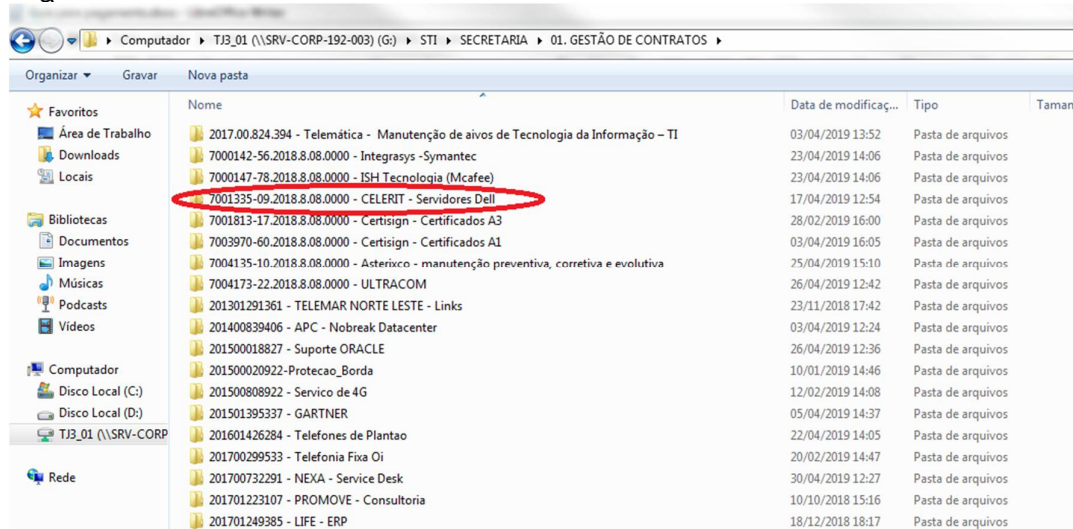 Computador ▸ TJ3_01 (\\SRV-CORP-192-003) (G:) ▸ STI ▸ SECRETARIA ▸ 01. GESTÃO DE CONTRATOS ▸
Organizar Gravar Nova pasta
Nome Data de modificaç... Tipo Taman
Favoritos
Área de Trabalho
Downloads
Locais
Bibliotecas
Documentos
Imagens
Músicas
Podcasts
Vídeos
Computador
Disco Local (C:)
Disco Local (D:)
TJ3_01 (\\SRV-CORP
Rede
2017.00.824.394 - Telemática - Manutenção de aivos de Tecnologia da Informação – TI 03/04/2019 13:52 Pasta de arquivos
7000142-56.2018.8.08.0000 - Integrasys -Symantec 23/04/2019 14:06 Pasta de arquivos
7000147-78.2018.8.08.0000 - ISH Tecnologia (Mcafee) 23/04/2019 14:06 Pasta de arquivos
7001335-09.2018.8.08.0000 - CELERIT - Servidores Dell 17/04/2019 12:54 Pasta de arquivos
7001813-17.2018.8.08.0000 - Certisign - Certificados A3 28/02/2019 16:00 Pasta de arquivos
7003970-60.2018.8.08.0000 - Certisign - Certificados A1 03/04/2019 16:05 Pasta de arquivos
7004135-10.2018.8.08.0000 - Asterixco - manutenção preventiva, corretiva e evolutiva 25/04/2019 15:10 Pasta de arquivos
7004173-22.2018.8.08.0000 - ULTRACOM 26/04/2019 12:42 Pasta de arquivos
201301291361 - TELEMAR NORTE LESTE - Links 23/11/2018 17:42 Pasta de arquivos
201400839406 - APC - Nobreak Datacenter 03/04/2019 12:24 Pasta de arquivos
201500018827 - Suporte ORACLE 26/04/2019 12:36 Pasta de arquivos
201500020922-Protecao_Borda 10/01/2019 14:46 Pasta de arquivos
201500808922 - Servico de 4G 12/02/2019 14:08 Pasta de arquivos
201501395337 - GARTNER 05/04/2019 14:37 Pasta de arquivos
201601426284 - Telefones de Plantao 22/04/2019 14:05 Pasta de arquivos
201700299533 - Telefonia Fixa Oi 20/02/2019 14:47 Pasta de arquivos
201700732291 - NEXA - Service Desk 30/04/2019 12:27 Pasta de arquivos
201701223107 - PROMOVE - Consultoria 10/10/2018 15:16 Pasta de arquivos
201701249385 - LIFE - ERP 18/12/2018 18:17 Pasta de arquivos